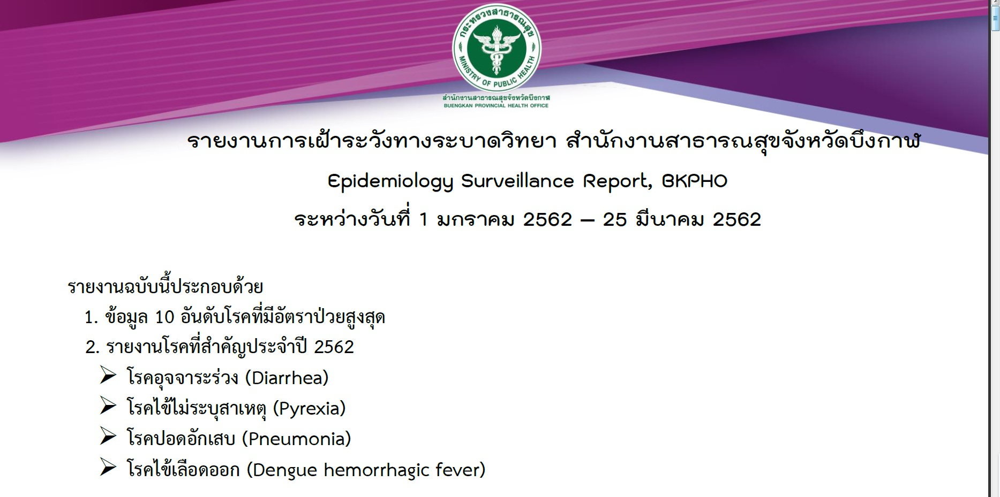 กระทรวงสาธารณสุข
MINISTRY OF PUBLIC HEALTH
สำนักงานสาธารณสุขจังหวัดบึงกาฬ
BUENGKAN PROVINCIAL HEALTH OFFICE
รายงานการเฝ้าระวังทางระบาดวิทยา สำนักงานสาธารณสุขจังหวัดบึงกาฬ
Epidemiology Surveillance Report, BKPHO
ระหว่างวันที่ 1 มกราคม 2562 – 25 มีนาคม 2562
รายงานฉบับนี้ประกอบด้วย
1. ข้อมูล 10 อันดับโรคที่มีอัตราป่วยสูงสุด
2. รายงานโรคที่สำคัญประจำปี 2562
➢ โรคอุจจาระร่วง (Diarrhea)
➢ โรคไข้ไม่ระบุสาเหตุ (Pyrexia)
➢ โรคปอดอักเสบ (Pneumonia)
➢ โรคไข้เลือดออก (Dengue hemorrhagic fever)